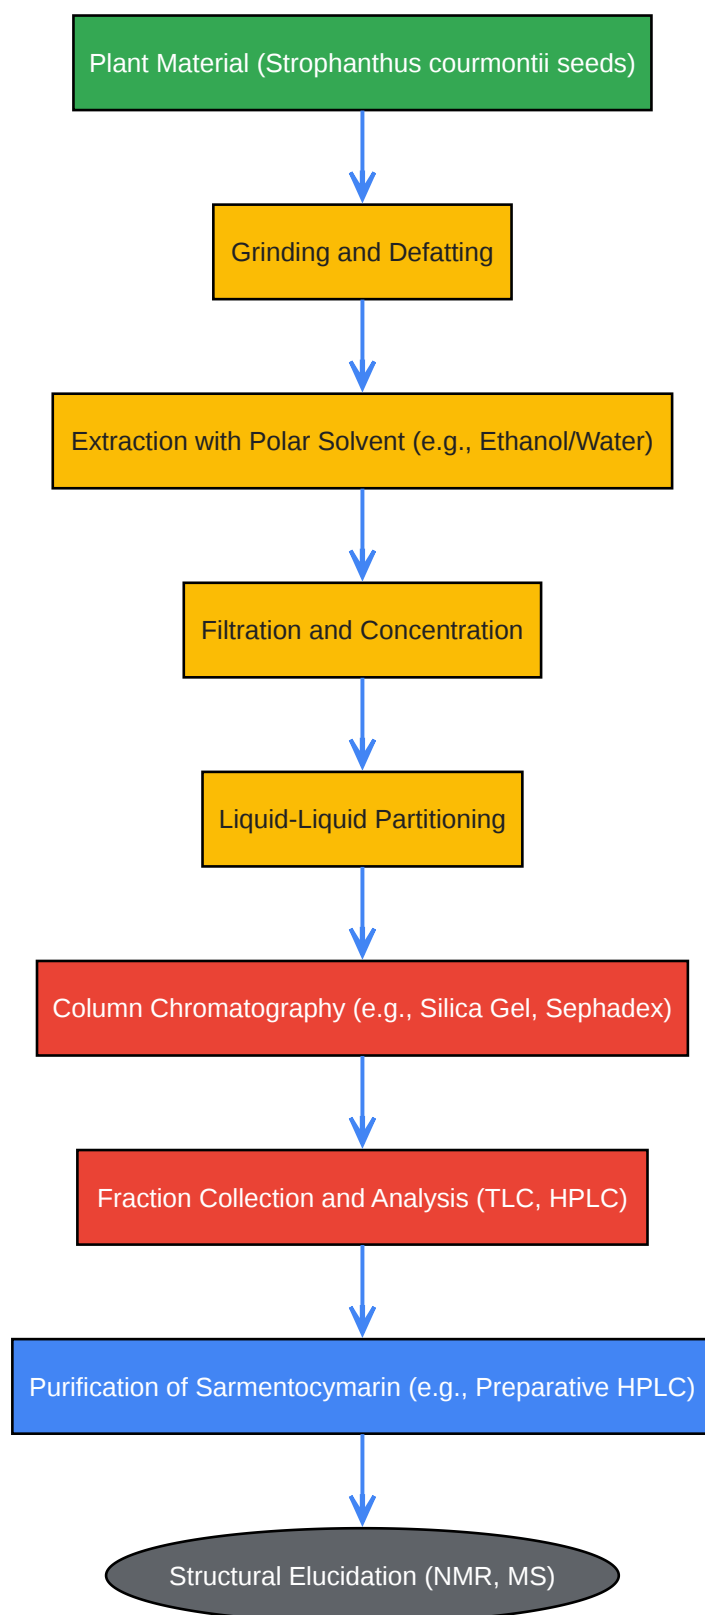 Plant Material (Strophanthus courmontii seeds)
Grinding and Defatting
Extraction with Polar Solvent (e.g., Ethanol/Water)
Filtration and Concentration
Liquid-Liquid Partitioning
Column Chromatography (e.g., Silica Gel, Sephadex)
Fraction Collection and Analysis (TLC, HPLC)
Purification of Sarmentocymarin (e.g., Preparative HPLC)
Structural Elucidation (NMR, MS)